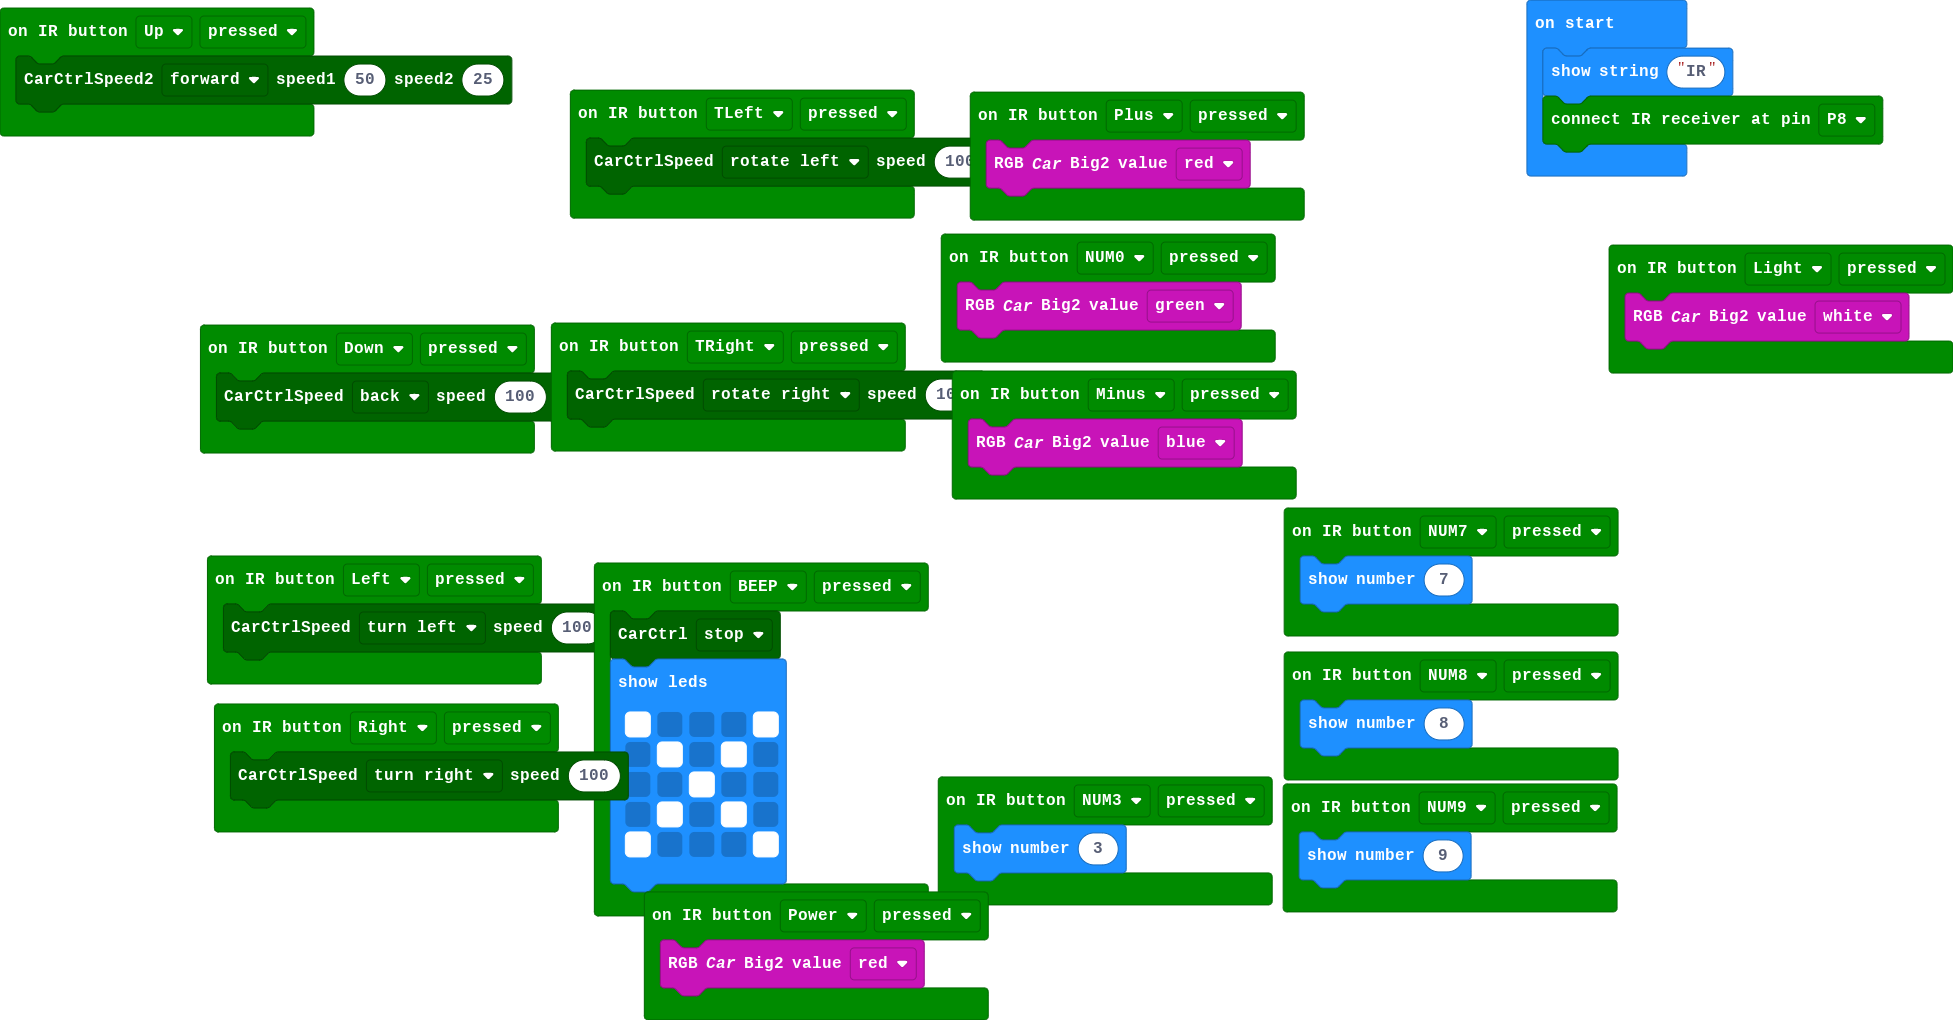 on IR button Up pressed
CarCtrlSpeed2 forward speed1 50 speed2 25
on start
show string "IR"
connect IR receiver at pin P8
on IR button TLeft pressed
CarCtrlSpeed rotate left speed 100
on IR button Plus pressed
RGB Car Big2 value red
on IR button NUM0 pressed
RGB Car Big2 value green
on IR button Light pressed
RGB Car Big2 value white
on IR button Down pressed
CarCtrlSpeed back speed 100
on IR button TRight pressed
CarCtrlSpeed rotate right speed 10
on IR button Minus pressed
RGB Car Big2 value blue
on IR button NUM7 pressed
show number 7
on IR button Left pressed
CarCtrlSpeed turn left speed 100
on IR button BEEP pressed
CarCtrl stop
show leds
on IR button NUM8 pressed
show number 8
on IR button Right pressed
CarCtrlSpeed turn right speed 100
on IR button NUM3 pressed
show number 3
on IR button NUM9 pressed
show number 9
on IR button Power pressed
RGB Car Big2 value red